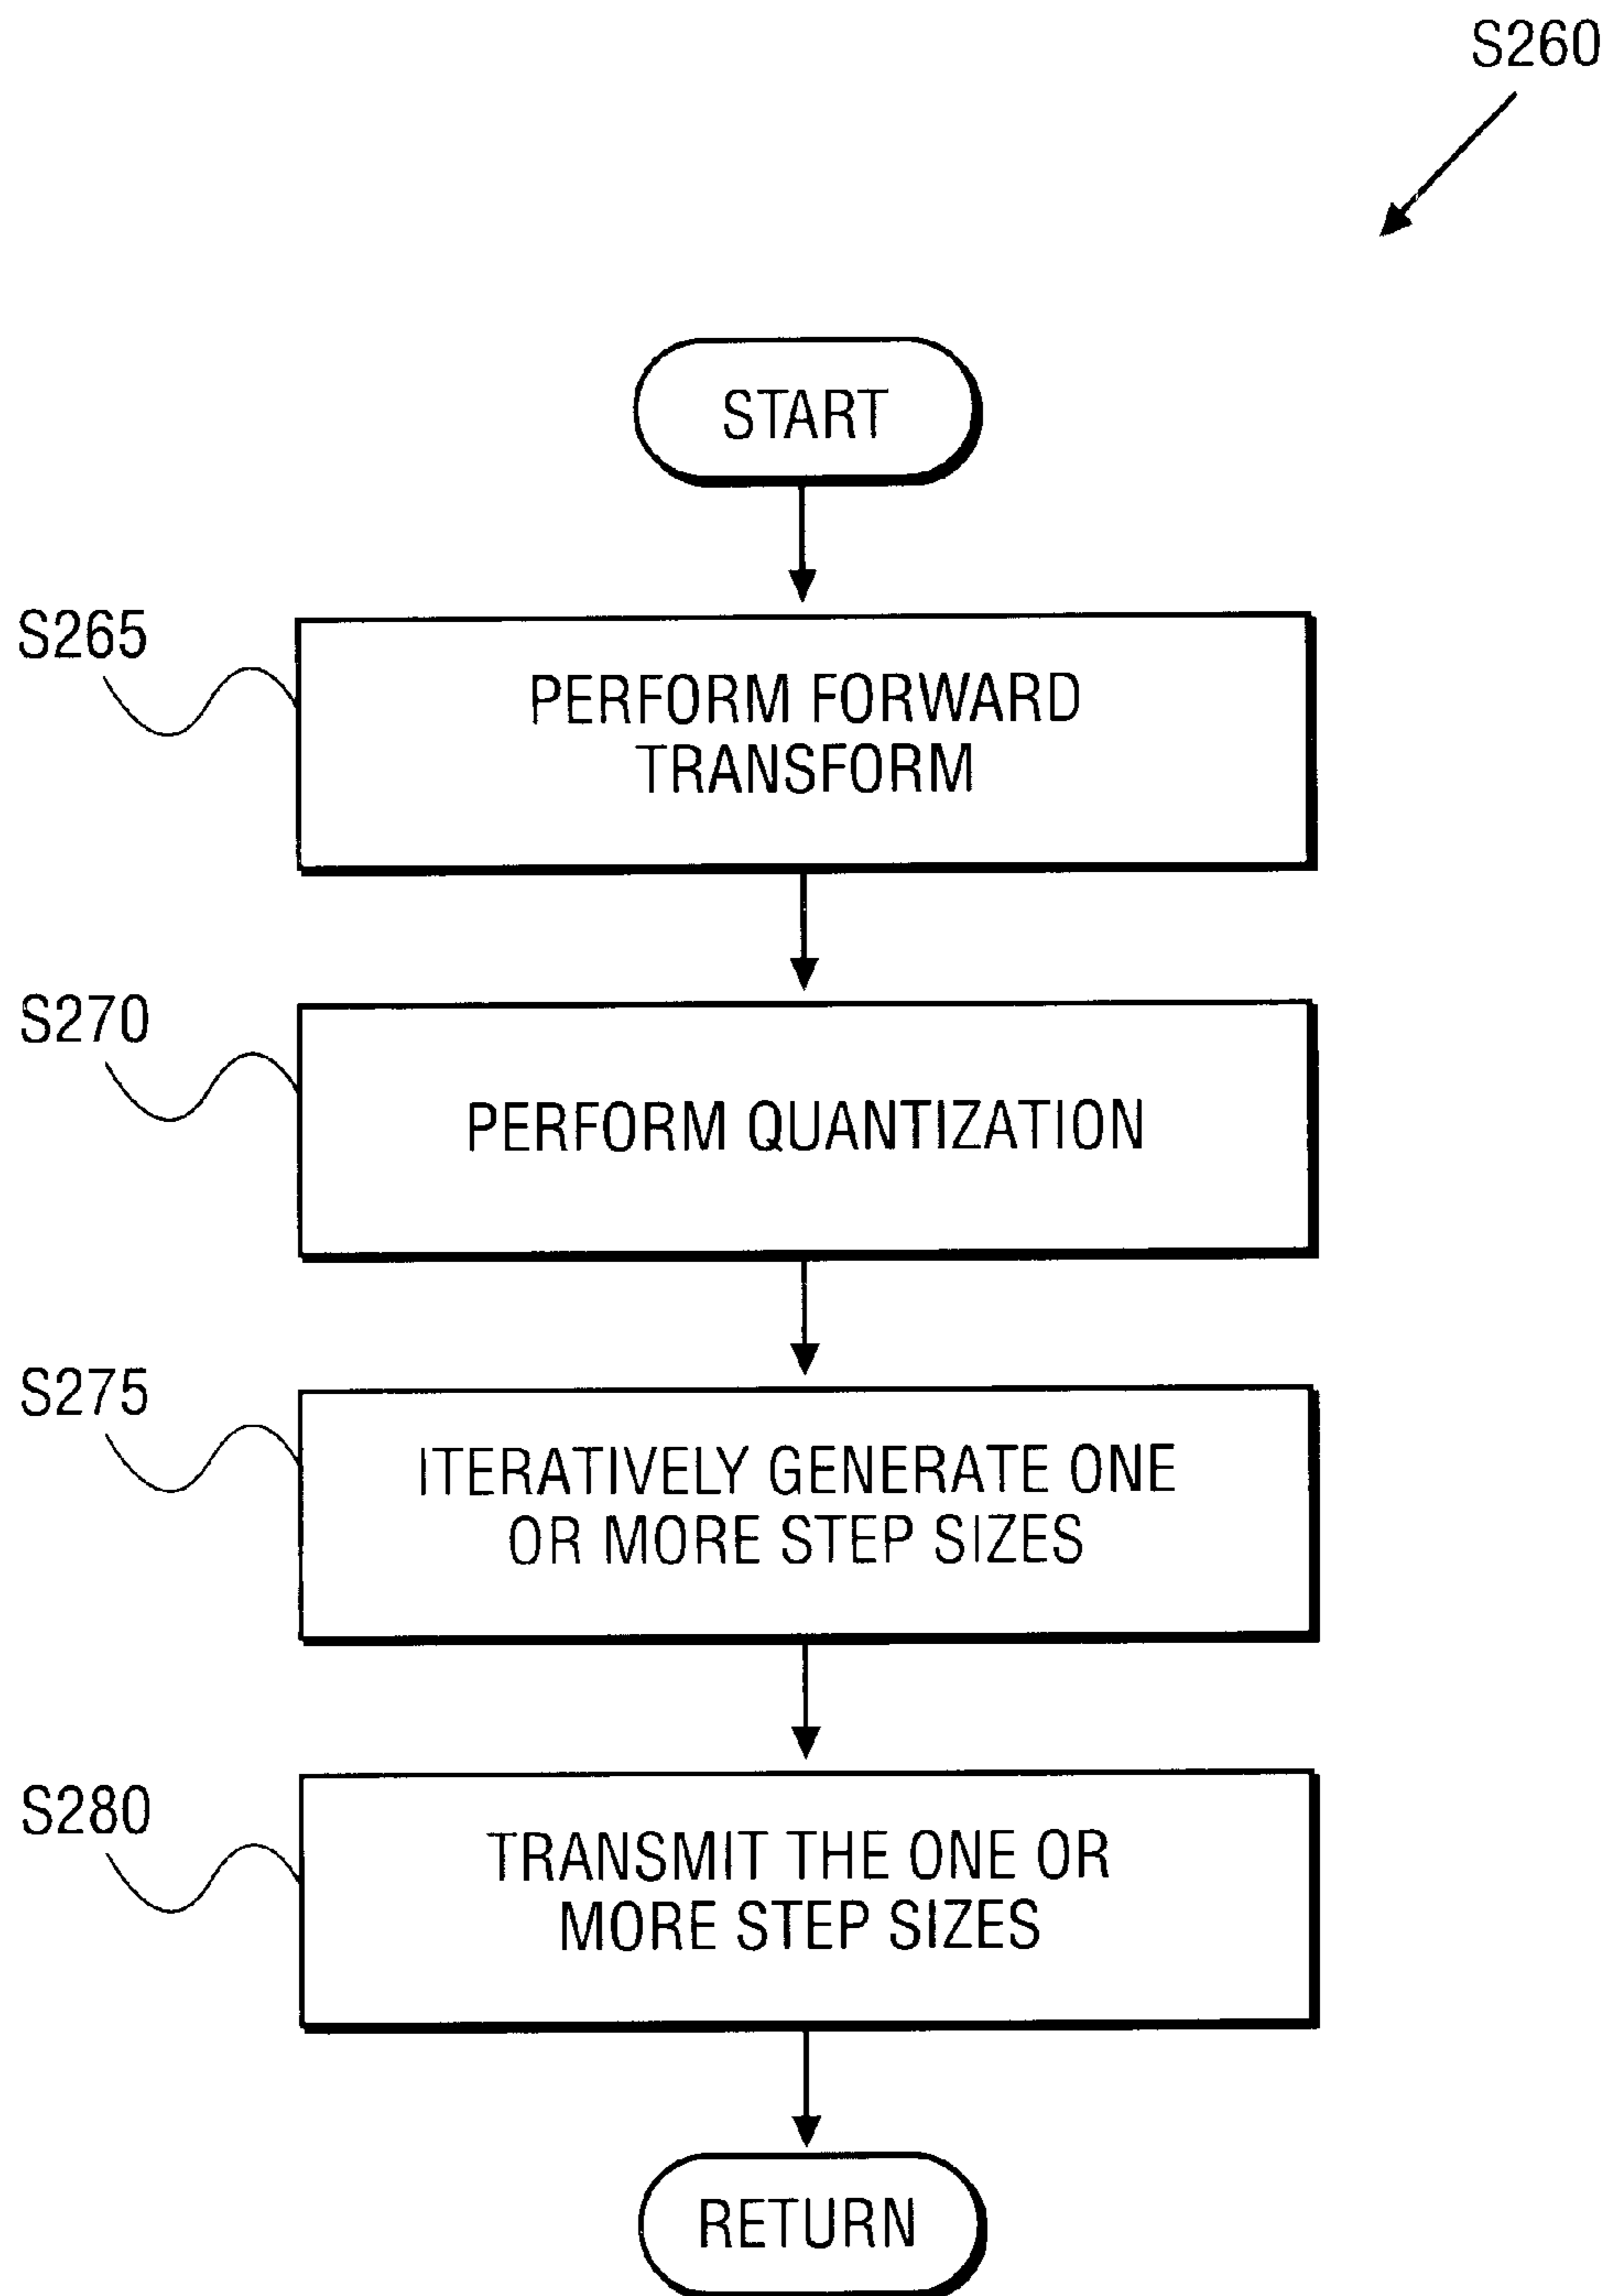 S260
START
S265
PERFORM FORWARD
TRANSFORM
S270
PERFORM QUANTIZATION
S275
ITERATIVELY GENERATE ONE
OR MORE STEP SIZES
S280
TRANSMIT THE ONE OR
MORE STEP SIZES
RETURN